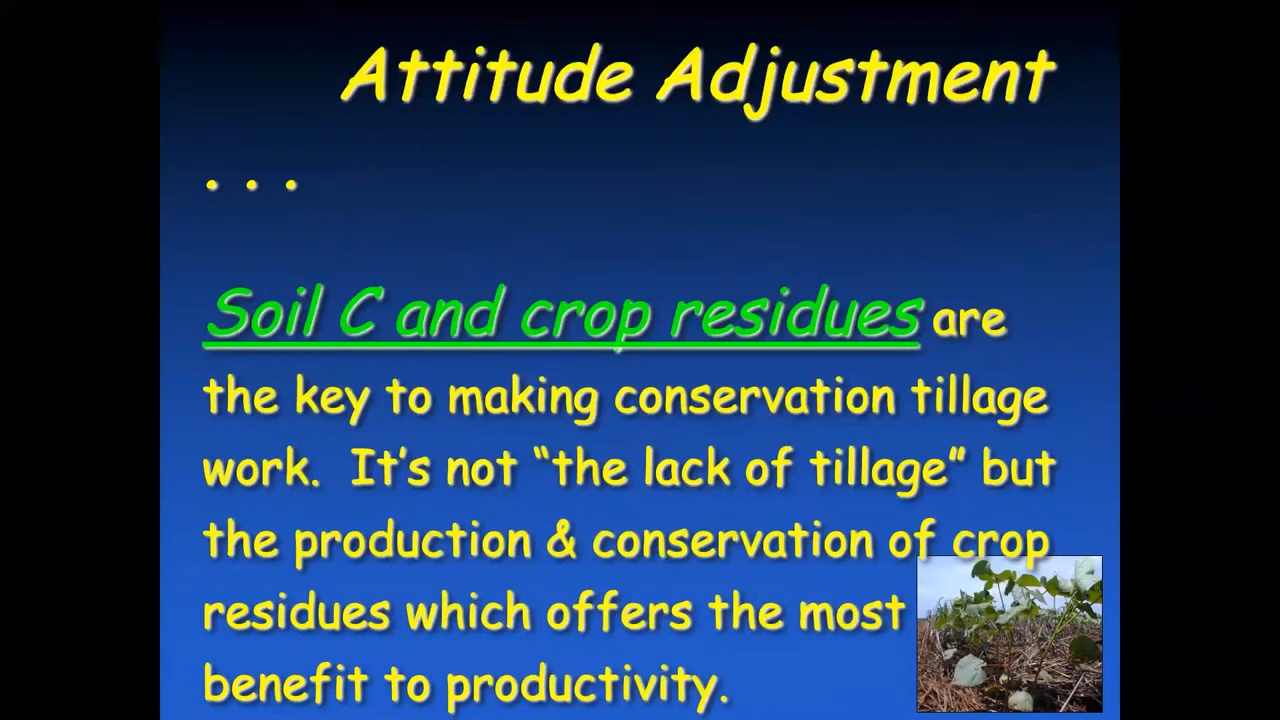 Attitude Adjustment
. . .
Soil C and crop residues are
the key to making conservation tillage
work.  It’s not “the lack of tillage” but
the production & conservation of crop
residues which offers the most
benefit to productivity.